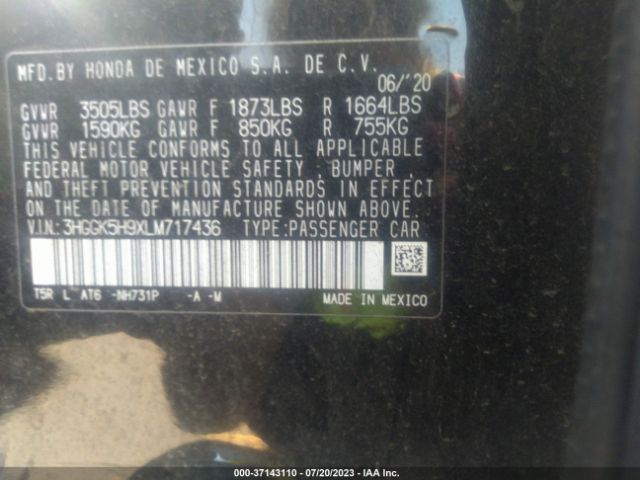 MFD.BY HONDA DE MEXICO S.A. DE C.V.
06/'20
GVWR 3505LBS GAWR F 1873LBS R 1664LBS
GVWR 1590KG GAWR F 850KG R 755KG
THIS VEHICLE CONFORMS TO ALL APPLICABLE
FEDERAL MOTOR VEHICLE SAFETY , BUMPER ,
AND THEFT PREVENTION STANDARDS IN EFFECT
ON THE DATE OF MANUFACTURE SHOWN ABOVE.
V.I.N:3HGGK5H9XLM717436 TYPE:PASSENGER CAR
T5R L AT6 -NH731P -A -M MADE IN MEXICO
000-37143110 - 07/20/2023 - IAA Inc.